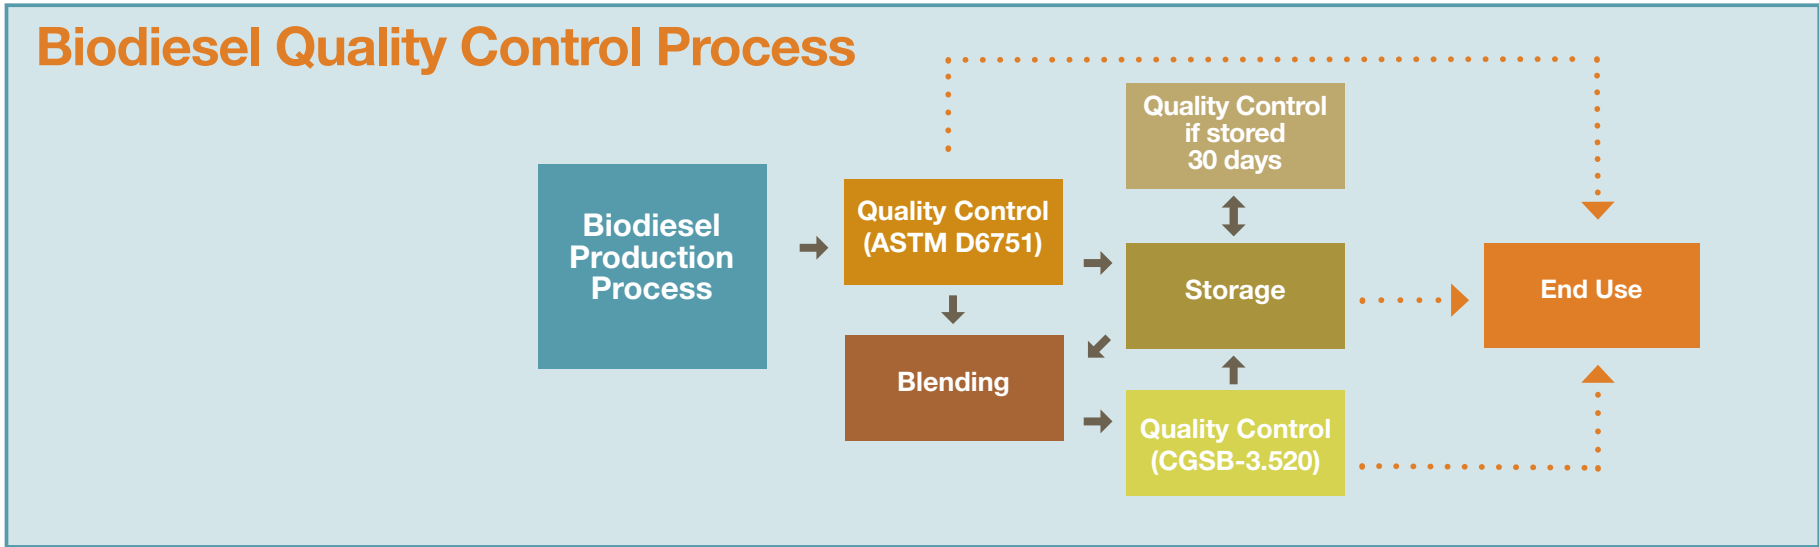 Biodiesel Quality Control Process
Quality Control
if stored
30 days
Biodiesel
Production
Process
Quality Control
(ASTM D6751)
Storage
End Use
Blending
Quality Control
(CGSB-3.520)